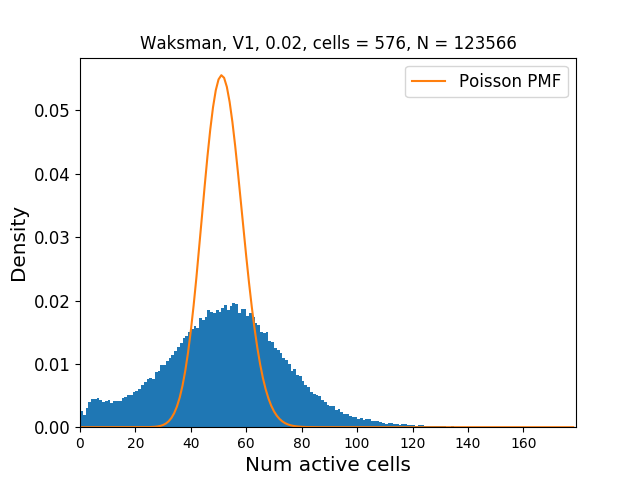 Waksman, V1, 0.02, cells = 576, N = 123566
Poisson PMF
Density
0.05
0.04
0.03
0.02
0.01
0.00
0 20 40 60 80 100 120 140 160
Num active cells